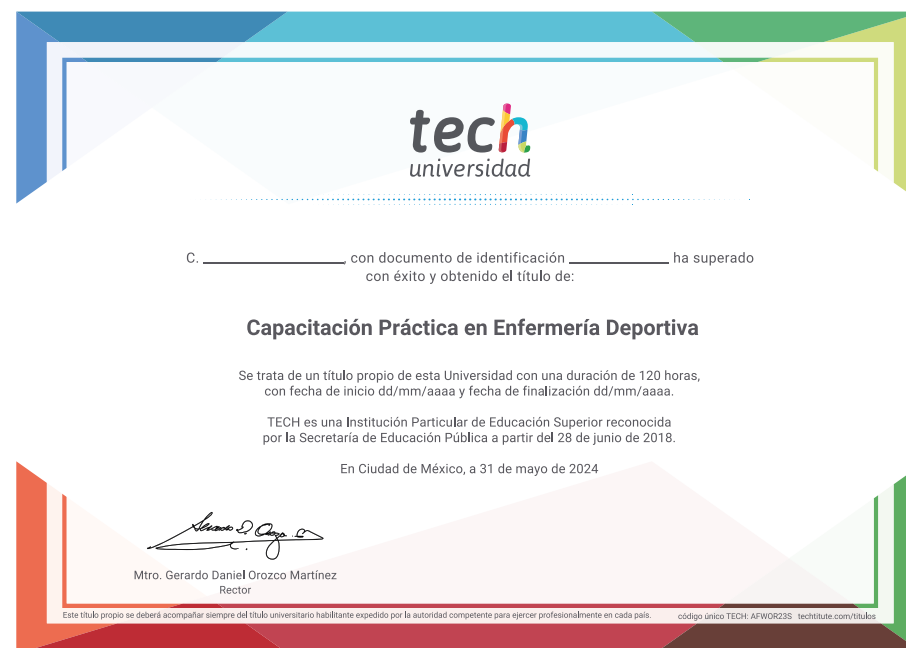 tech
universidad
C. ____________, con documento de identificación ____________ ha superado
con éxito y obtenido el título de:
Capacitación Práctica en Enfermería Deportiva
Se trata de un título propio de esta Universidad con una duración de 120 horas,
con fecha de inicio dd/mm/aaaa y fecha de finalización dd/mm/aaaa.
TECH es una Institución Particular de Educación Superior reconocida
por la Secretaría de Educación Pública a partir del 28 de junio de 2018.
En Ciudad de México, a 31 de mayo de 2024
Mtro. Gerardo Daniel Orozco Martínez
Rector
Este título propio se deberá acompañar siempre del título universitario habilitante expedido por la autoridad competente para ejercer profesionalmente en cada país.
código único TECH: AFWOR23S techtitute.com/titulos